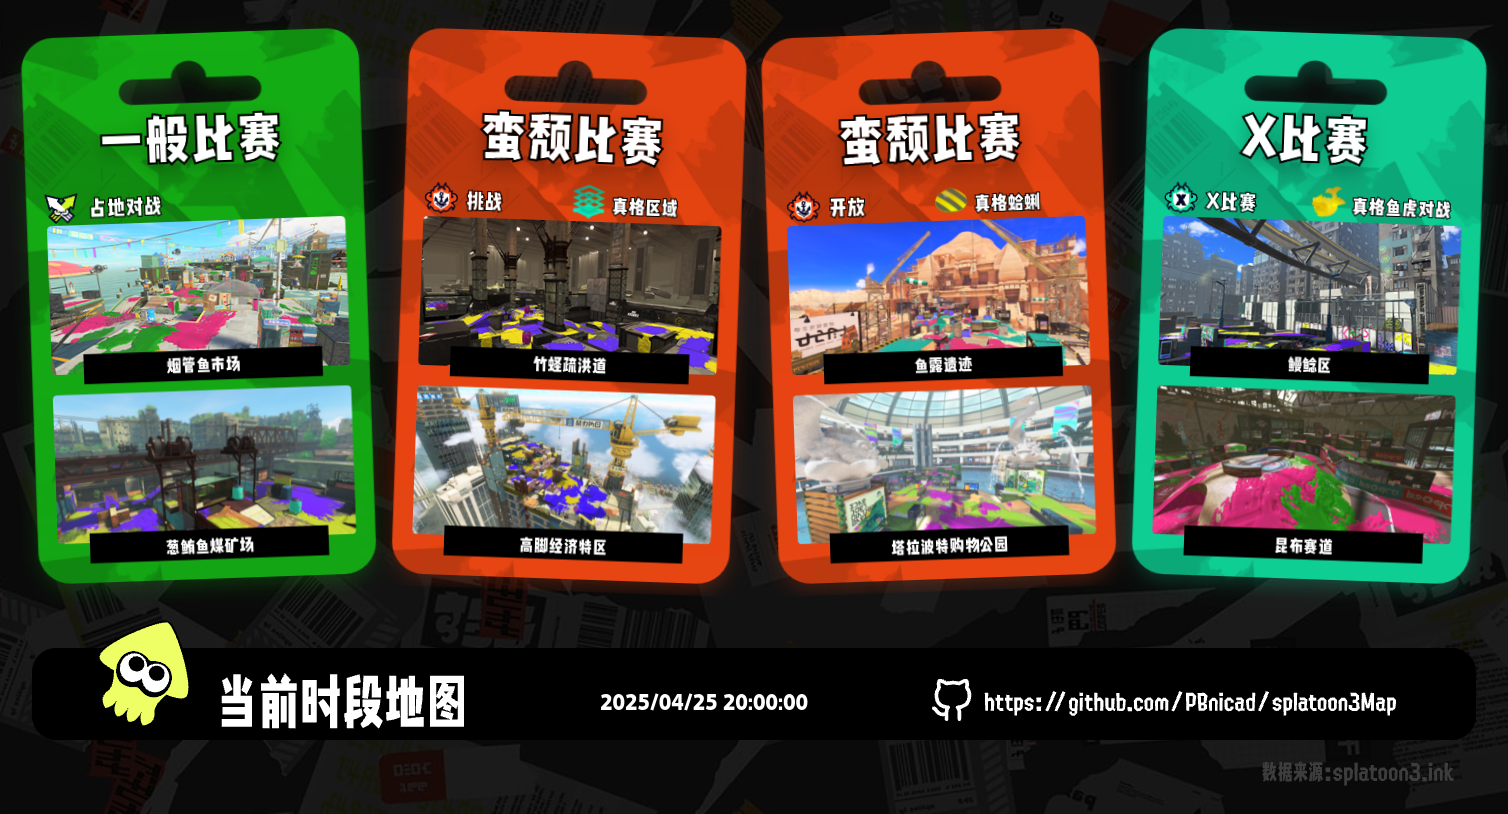 一般比赛
占地对战
烟管鱼市场
葱鲔鱼煤矿场
蛮颓比赛
挑战
真格区域
竹蛏疏洪道
高脚经济特区
蛮颓比赛
开放
真格蛤蜊
鱼露遗迹
塔拉波特购物公园
X比赛
X比赛
真格鱼虎对战
鳗鲶区
昆布赛道
当前时段地图
2025/04/25 20:00:00
https://github.com/PBnicad/splatoon3Map
数据来源:splatoon3.ink